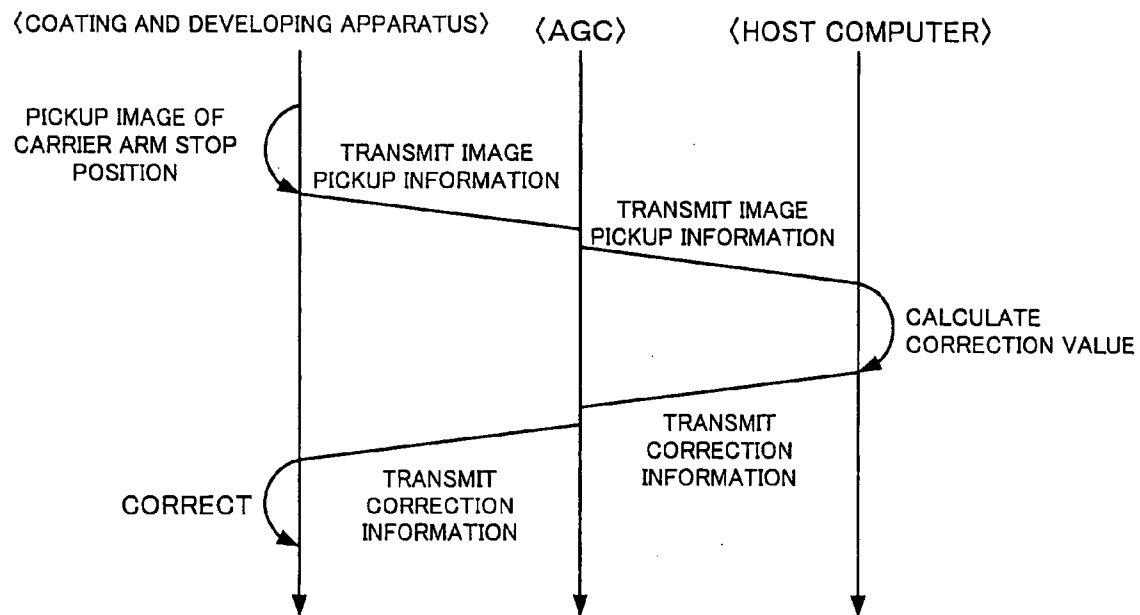 〈COATING AND DEVELOPING APPARATUS〉
〈AGC〉
〈HOST COMPUTER〉
PICKUP IMAGE OF
CARRIER ARM STOP
POSITION
TRANSMIT IMAGE
PICKUP INFORMATION
TRANSMIT IMAGE
PICKUP INFORMATION
CALCULATE
CORRECTION VALUE
TRANSMIT
CORRECTION
INFORMATION
TRANSMIT
CORRECTION
INFORMATION
CORRECT